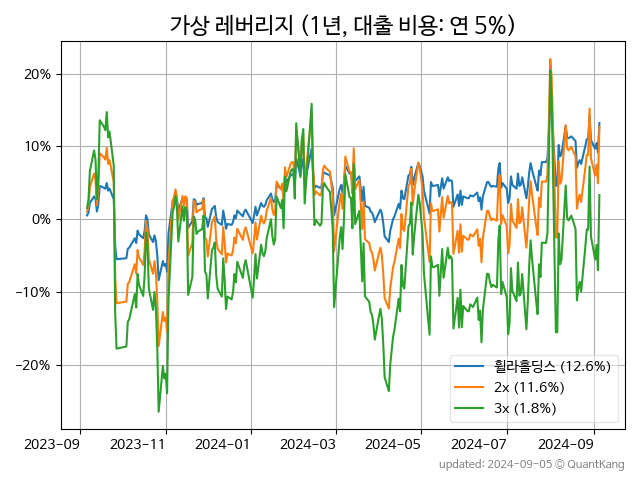 가상 레버리지 (1년, 대출 비용: 연 5%)
20%
10%
0%
−10%
−20%
2023-09
2023-11
2024-01
2024-03
2024-05
2024-07
2024-09
휠라홀딩스 (12.6%)
2x (11.6%)
3x (1.8%)
updated: 2024-09-05 © QuantKang